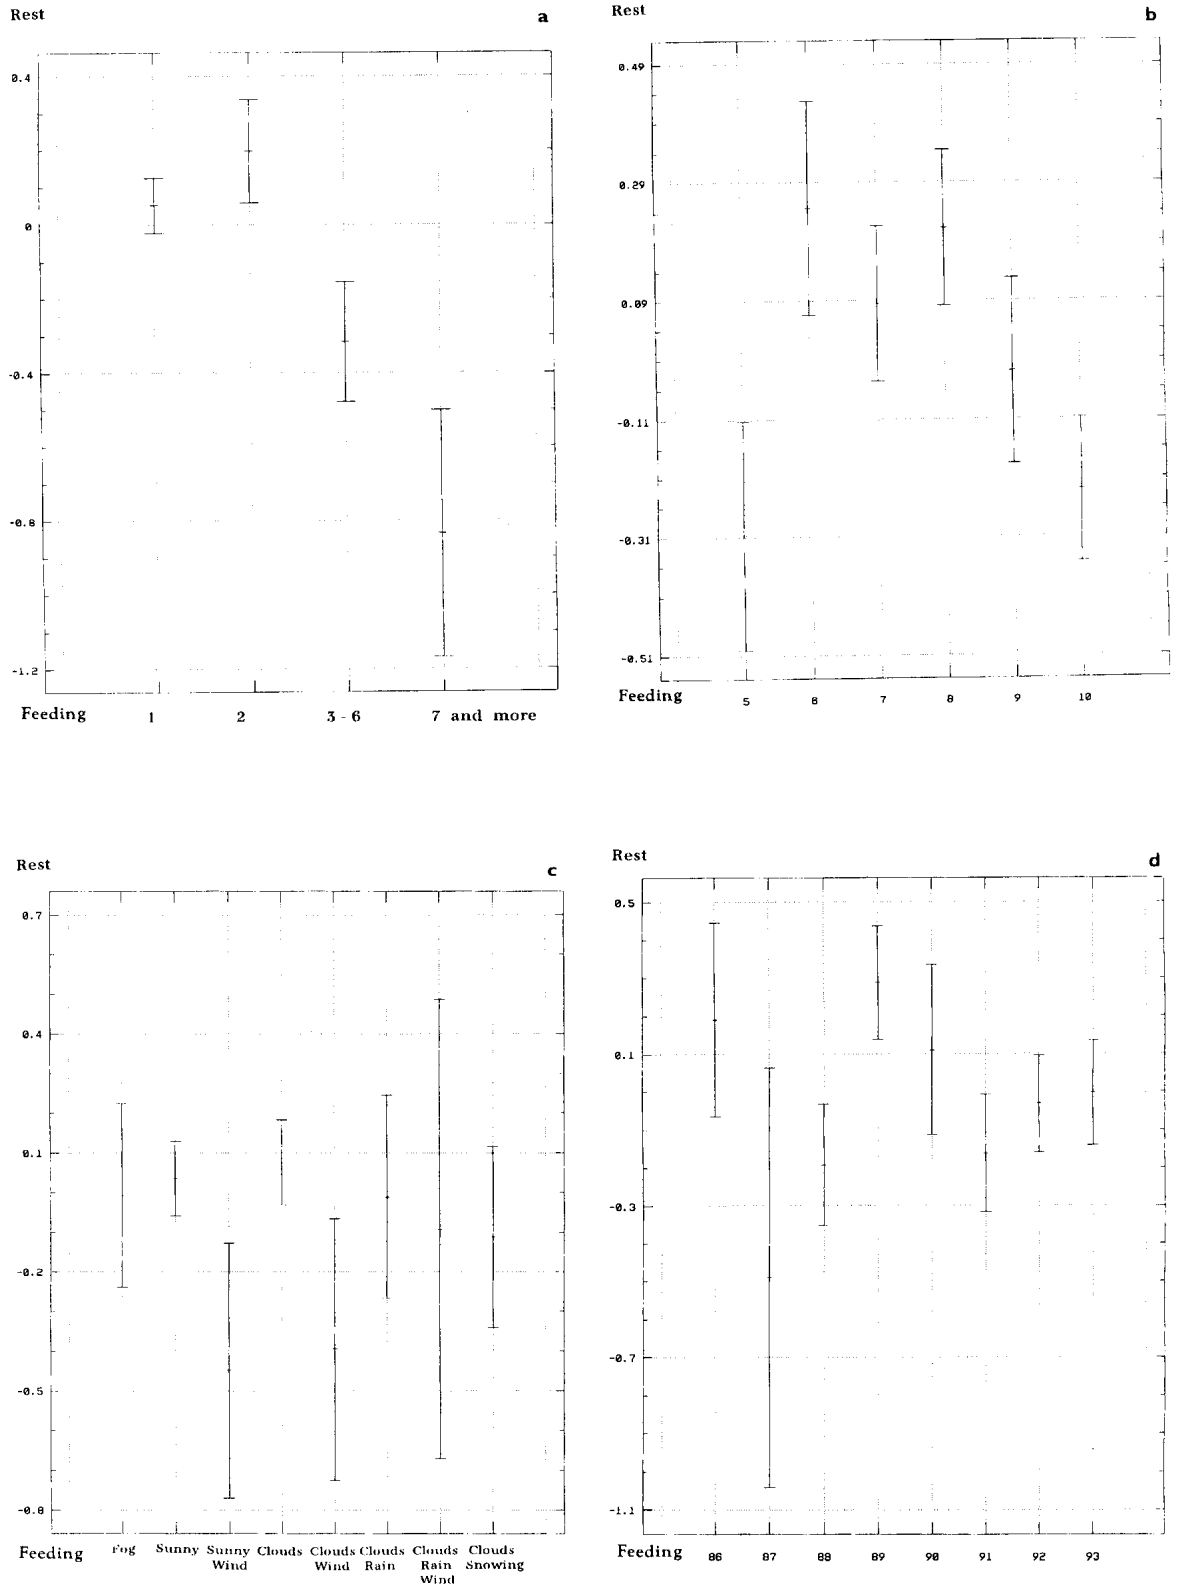 Rest
a
0.4
0
-0.4
-0.8
-1.2
Feeding 1 2 3 - 6 7 and more
Rest
b
0.49
0.29
0.09
-0.11
-0.31
-0.51
Feeding 5 6 7 8 9 10
Rest
c
0.7
0.4
0.1
-0.2
-0.5
-0.8
Feeding Fog Sunny Sunny Clouds Clouds Clouds Clouds Clouds
Wind Wind Rain Rain Snowing
Wind
Rest
d
0.5
0.1
-0.3
-0.7
-1.1
Feeding 86 87 88 89 90 91 92 93